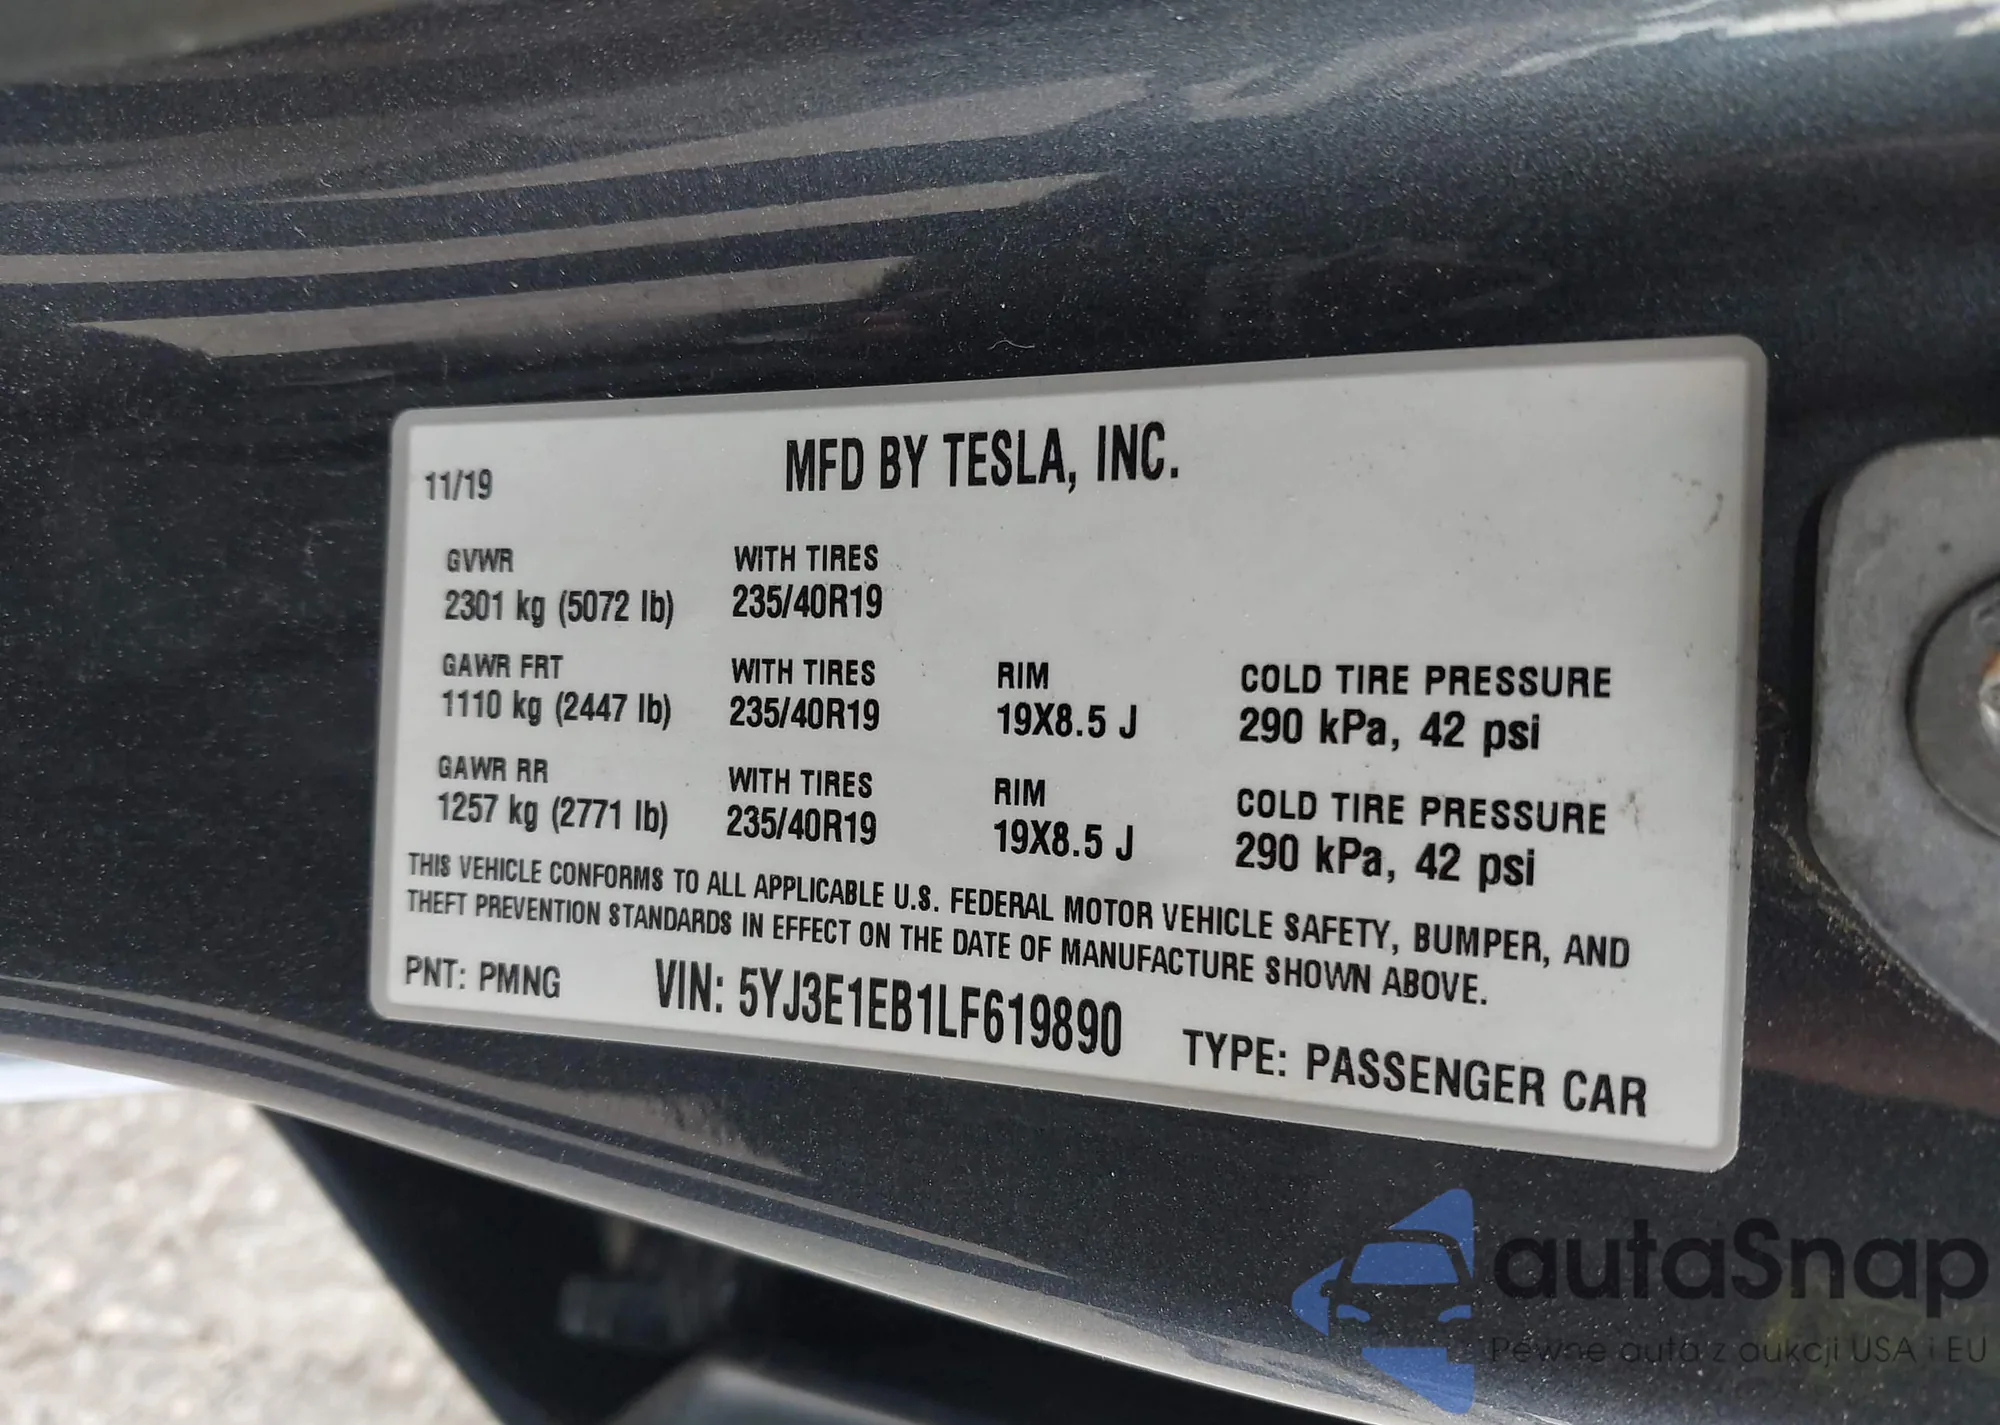 MFD BY TESLA, INC.
11/19
GVWR WITH TIRES
2301 kg (5072 lb) 235/40R19
GAWR FRT WITH TIRES RIM COLD TIRE PRESSURE
1110 kg (2447 lb) 235/40R19 19X8.5 J 290 kPa, 42 psi
GAWR RR WITH TIRES RIM COLD TIRE PRESSURE
1257 kg (2771 lb) 235/40R19 19X8.5 J 290 kPa, 42 psi
THIS VEHICLE CONFORMS TO ALL APPLICABLE U.S. FEDERAL MOTOR VEHICLE SAFETY, BUMPER, AND
THEFT PREVENTION STANDARDS IN EFFECT ON THE DATE OF MANUFACTURE SHOWN ABOVE.
PNT: PMNG VIN: 5YJ3E1EB1LF619890 TYPE: PASSENGER CAR
autaSnap
Pewne auta z aukcji USA i EU